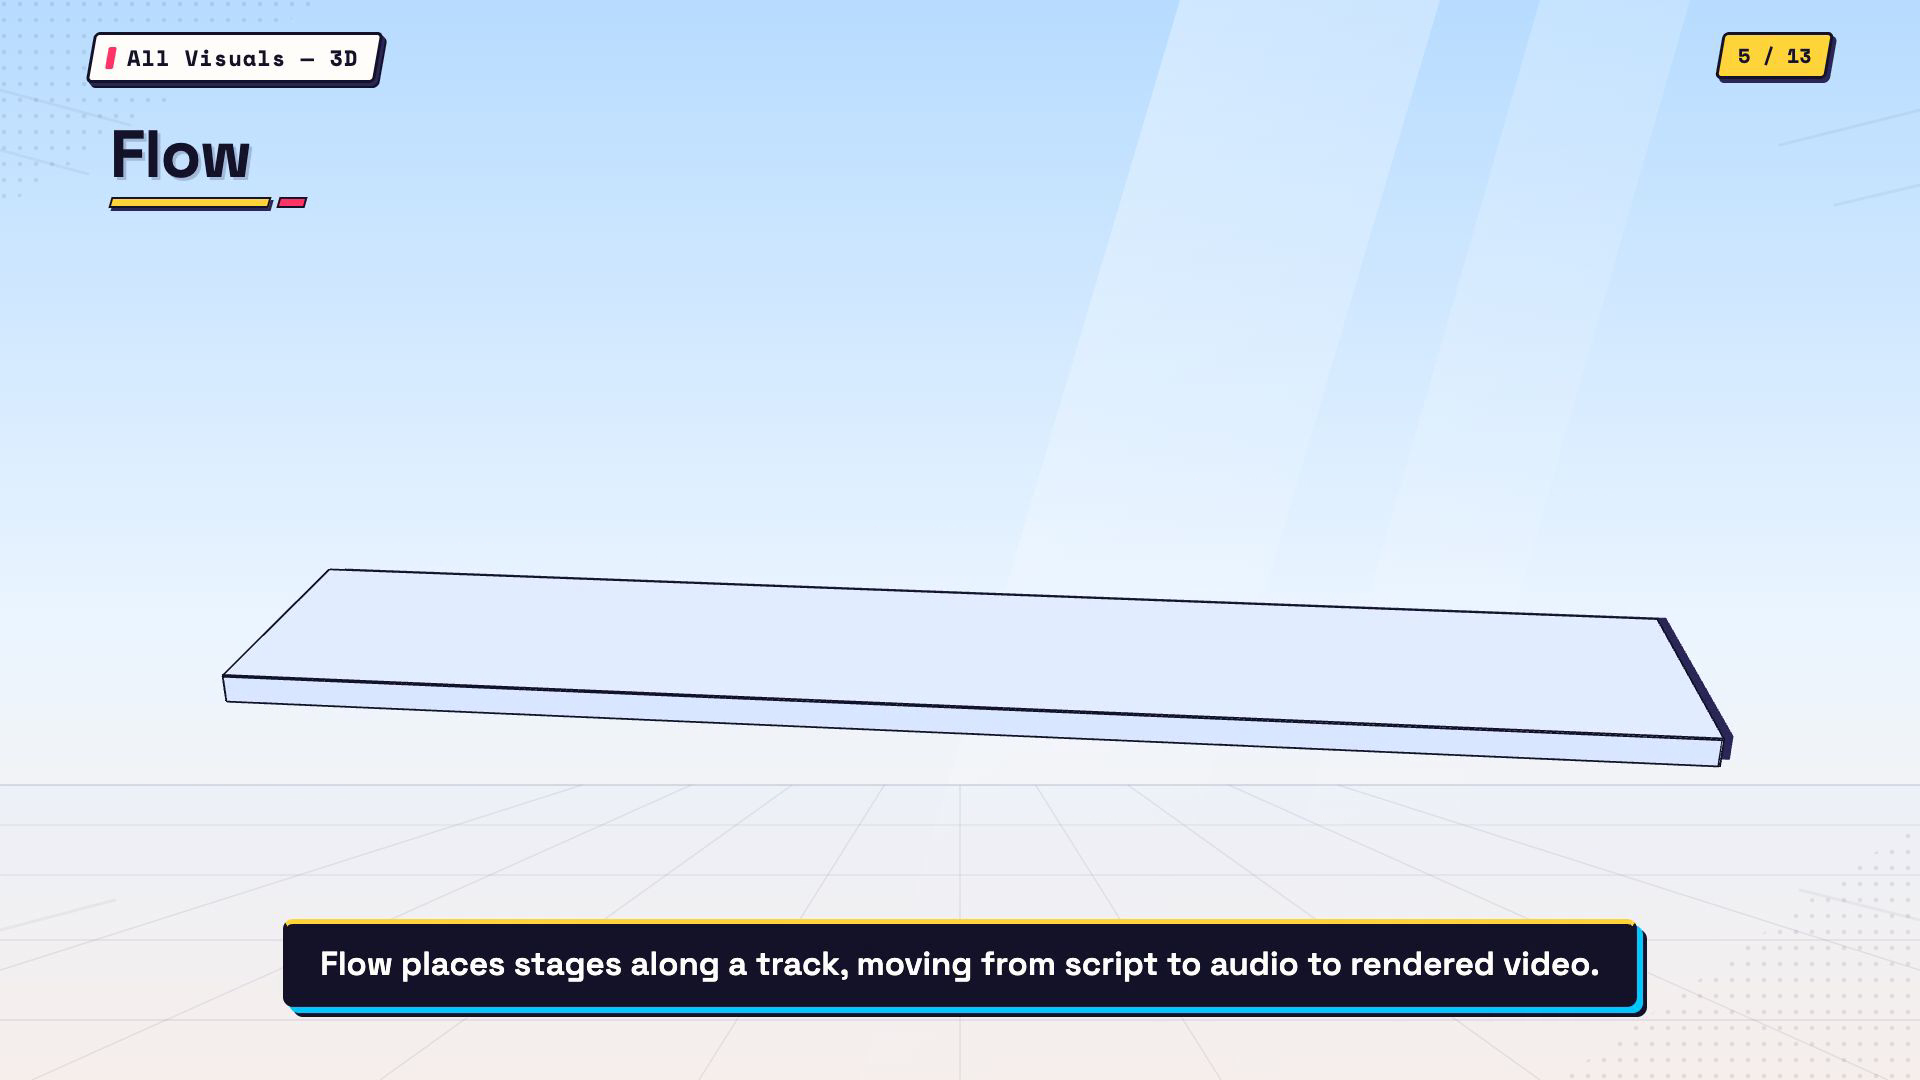 All Visuals — 3D
5 / 13
Flow
Flow places stages along a track, moving from script to audio to rendered video.